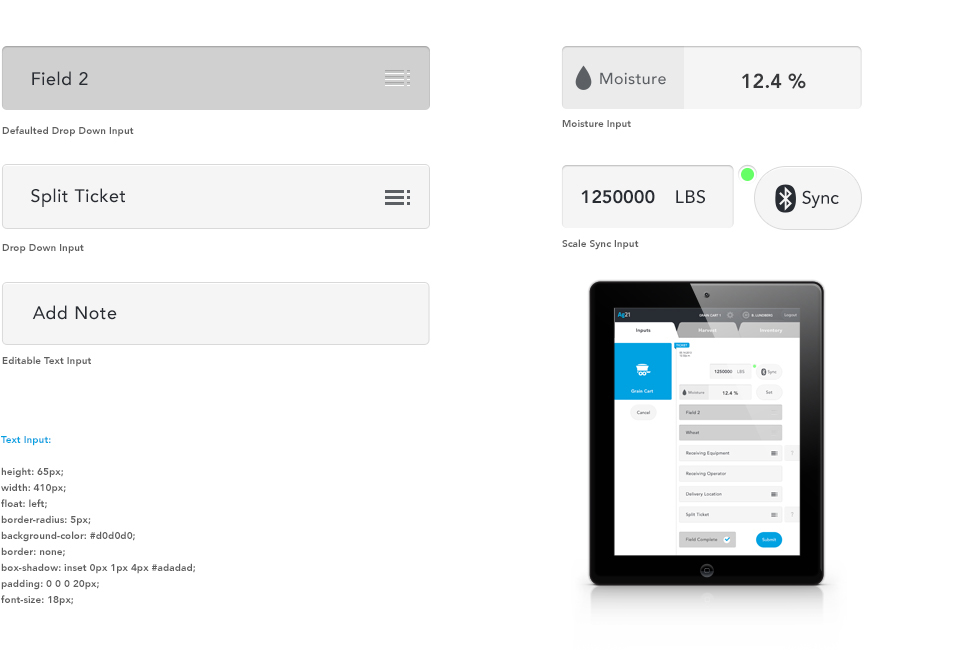 Field 2
Defaulted Drop Down Input
Split Ticket
Drop Down Input
Add Note
Editable Text Input
Text Input:
height: 65px;
width: 410px;
float: left;
border-radius: 5px;
background-color: #d0d0d0;
border: none;
box-shadow: inset 0px 1px 4px #adadad;
padding: 0 0 0 20px;
font-size: 18px;
Moisture 12.4 %
Moisture Input
1250000 LBS Sync
Scale Sync Input
Ag21 GRAIN CART 1 B. LUNDBERG
Inputs Harvest Inventory
1250000 LBS Sync
Moisture 12.4 % Set
Grain Cart
Cancel
Field 2
Wheat
Receiving Equipment
Receiving Operator
Delivery Location
Split Ticket
Field Complete Submit